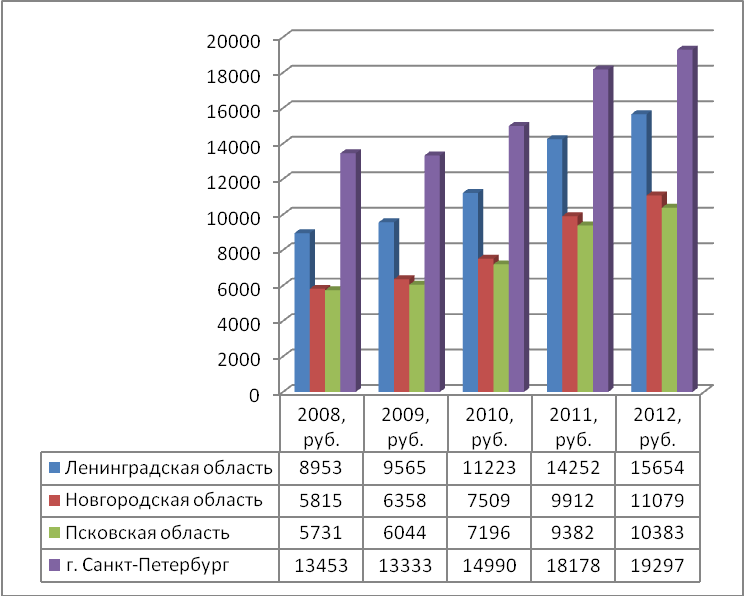 20000
18000
16000
14000
12000
10000
8000
6000
4000
2000
0
2008, 2009, 2010, 2011, 2012,
руб. руб. руб. руб. руб.
Ленинградская область 8953 9565 11223 14252 15654
Новгородская область 5815 6358 7509 9912 11079
Псковская область 5731 6044 7196 9382 10383
г. Санкт-Петербург 13453 13333 14990 18178 19297